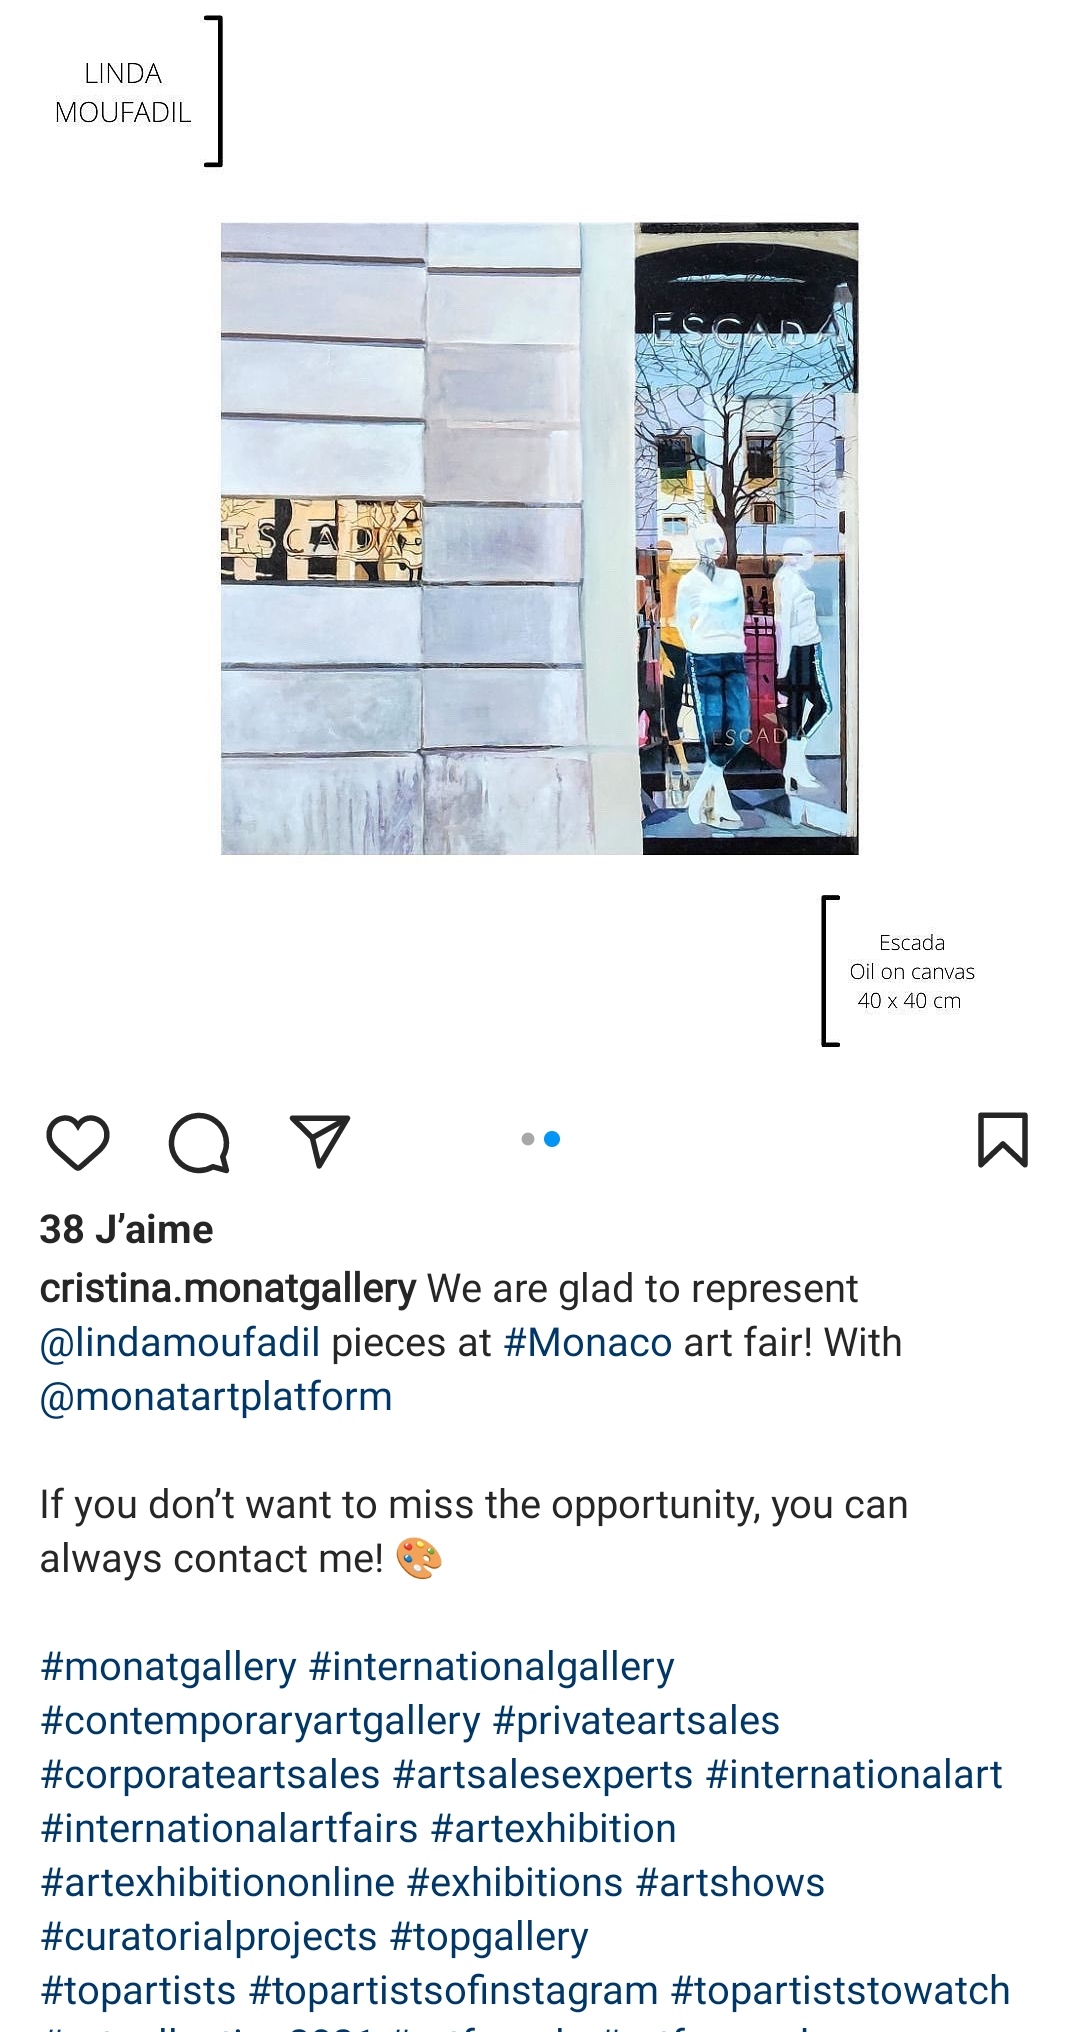 LINDA
MOUFADIL
ESCADA
ESCADA
ESCADA
Escada
Oil on canvas
40 x 40 cm
38 J’aime
cristina.monatgallery We are glad to represent
@lindamoufadil pieces at #Monaco art fair! With
@monatartplatform
If you don’t want to miss the opportunity, you can
always contact me! 🎨
#monatgallery #internationalgallery
#contemporaryartgallery #privateartsales
#corporateartsales #artsalesexperts #internationalart
#internationalartfairs #artexhibition
#artexhibitiononline #exhibitions #artshows
#curatorialprojects #topgallery
#topartists #topartistsofinstagram #topartiststowatch